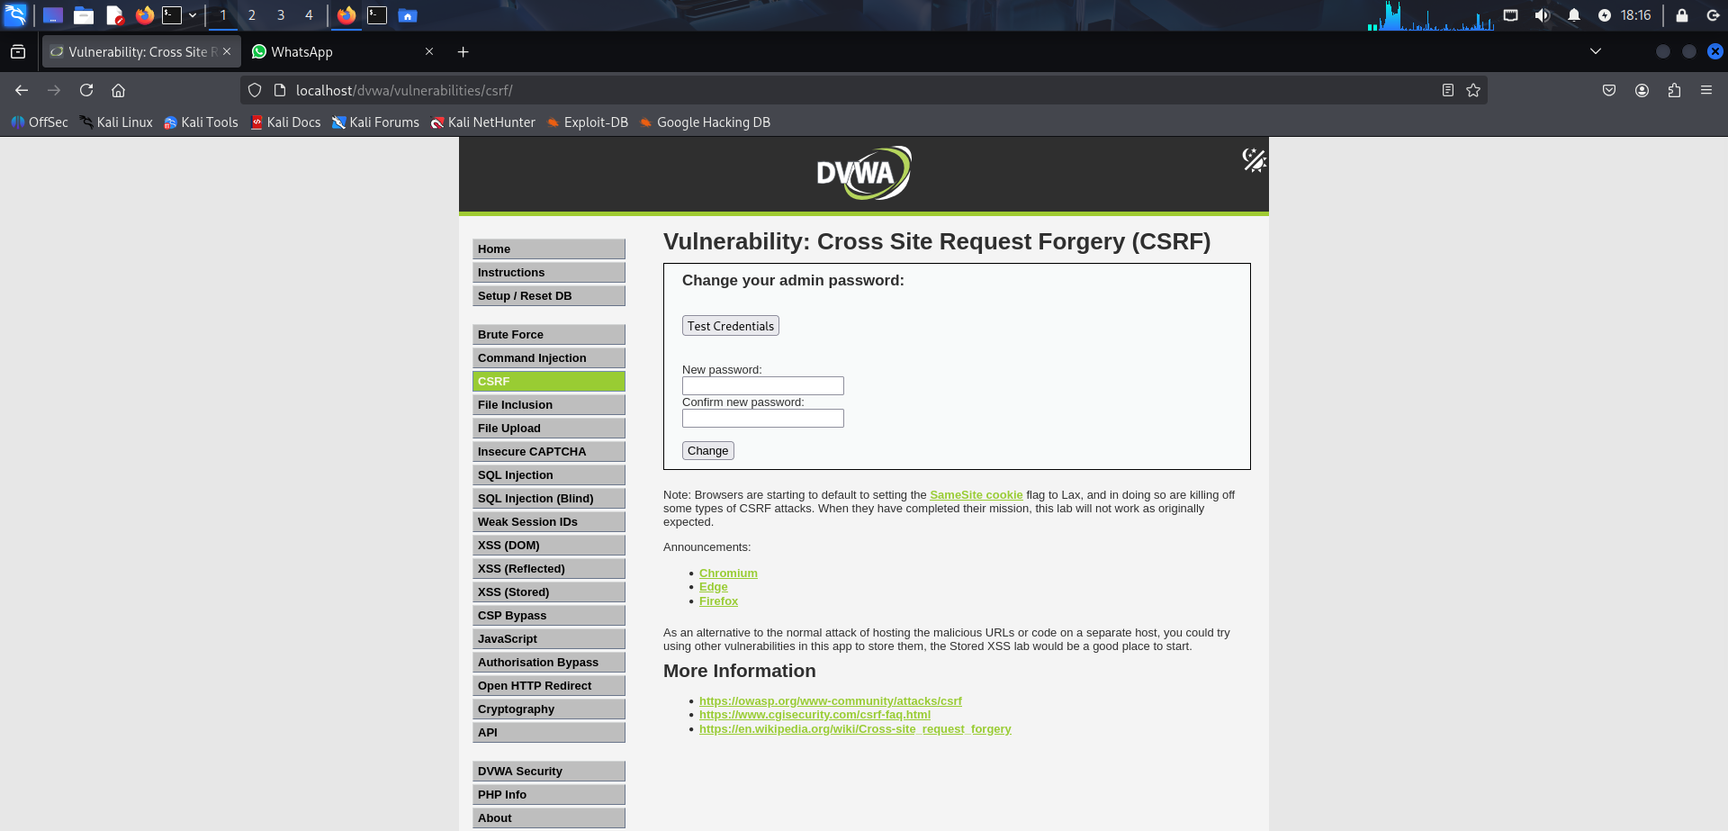 1 2 3 4 18:16
Vulnerability: Cross Site R
WhatsApp
localhost/dvwa/vulnerabilities/csrf/
OffSec Kali Linux Kali Tools Kali Docs Kali Forums Kali NetHunter Exploit-DB Google Hacking DB
DVWA
Home
Instructions
Setup / Reset DB
Brute Force
Command Injection
CSRF
File Inclusion
File Upload
Insecure CAPTCHA
SQL Injection
SQL Injection (Blind)
Weak Session IDs
XSS (DOM)
XSS (Reflected)
XSS (Stored)
CSP Bypass
JavaScript
Authorisation Bypass
Open HTTP Redirect
Cryptography
API
DVWA Security
PHP Info
About
Vulnerability: Cross Site Request Forgery (CSRF)
Change your admin password:
Test Credentials
New password:
Confirm new password:
Change
Note: Browsers are starting to default to setting the SameSite cookie flag to Lax, and in doing so are killing off
some types of CSRF attacks. When they have completed their mission, this lab will not work as originally
expected.
Announcements:
Chromium
Edge
Firefox
As an alternative to the normal attack of hosting the malicious URLs or code on a separate host, you could try
using other vulnerabilities in this app to store them, the Stored XSS lab would be a good place to start.
More Information
https://owasp.org/www-community/attacks/csrf
https://www.cgisecurity.com/csrf-faq.html
https://en.wikipedia.org/wiki/Cross-site_request_forgery